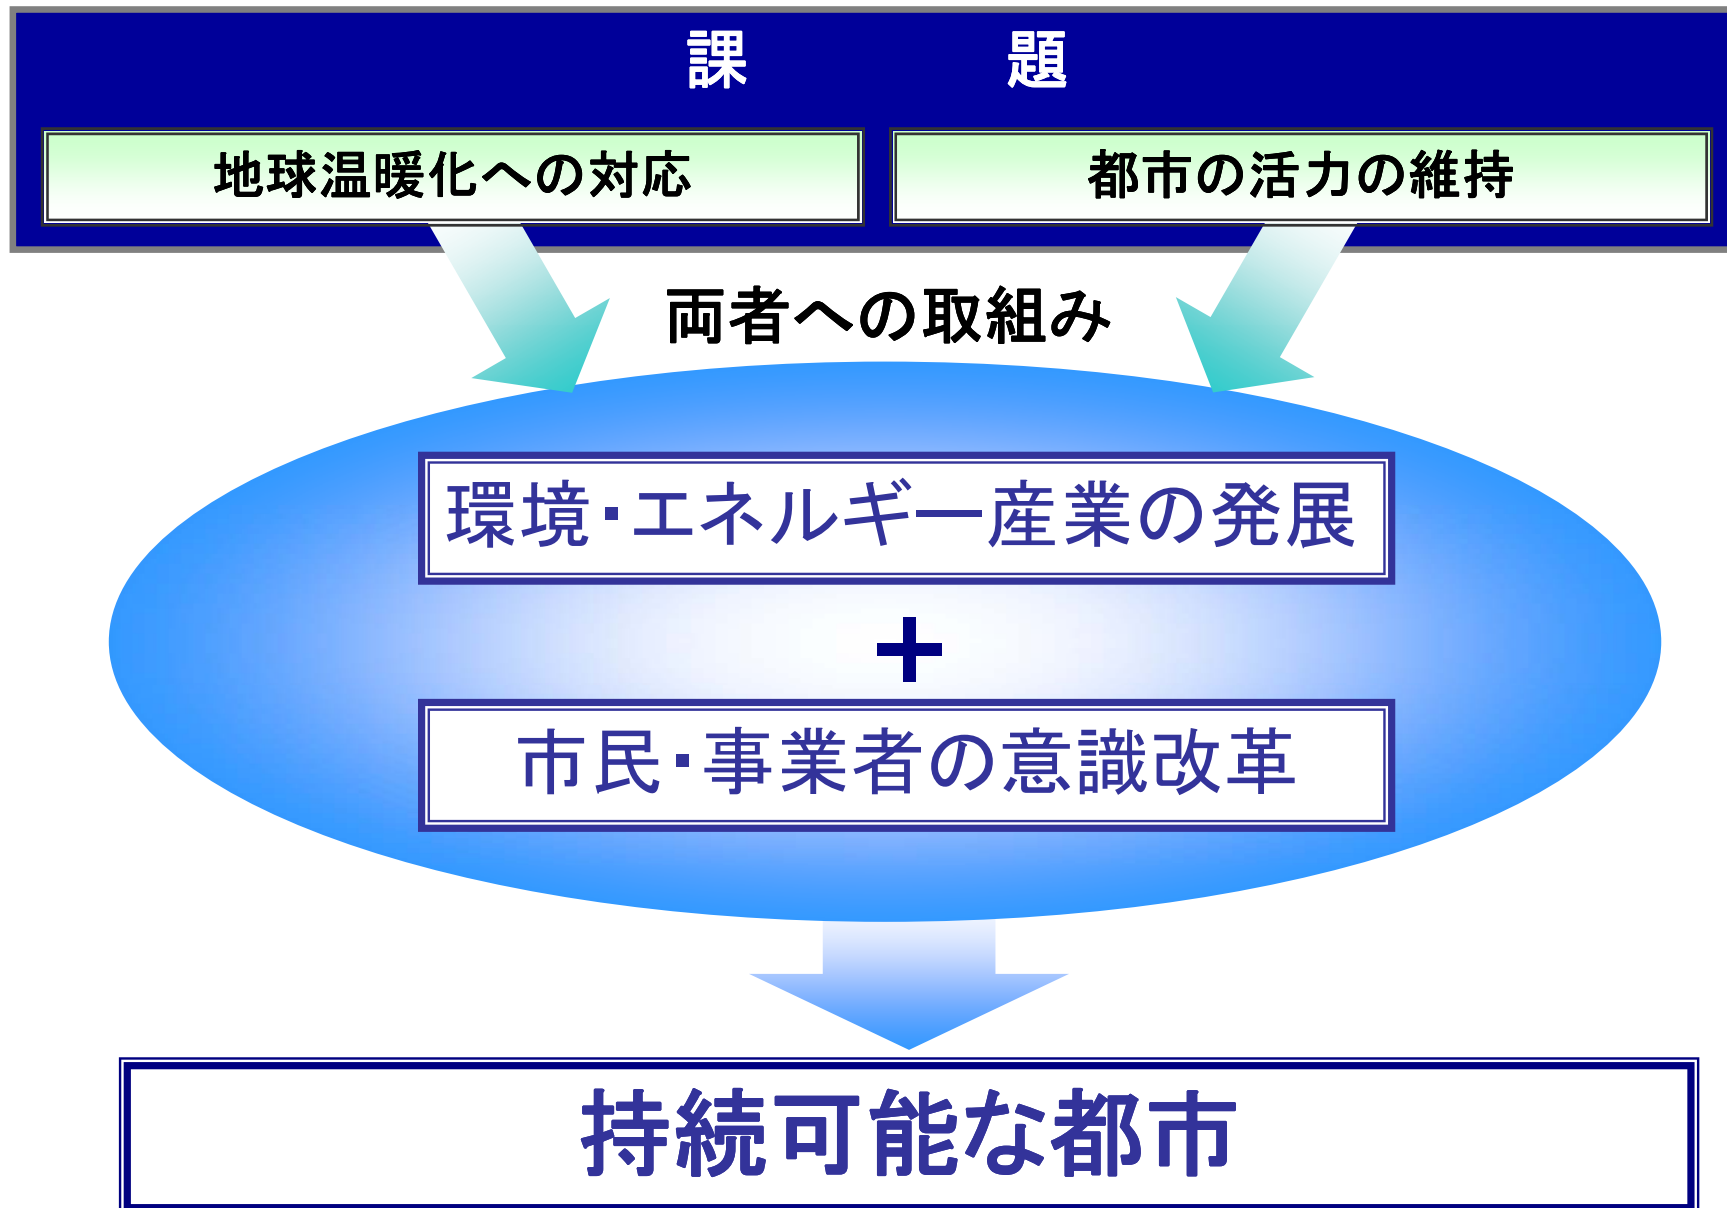 課題
地球温暖化への対応
都市の活力の維持
両者への取組み
環境・エネルギー産業の発展
+
市民・事業者の意識改革
持続可能な都市